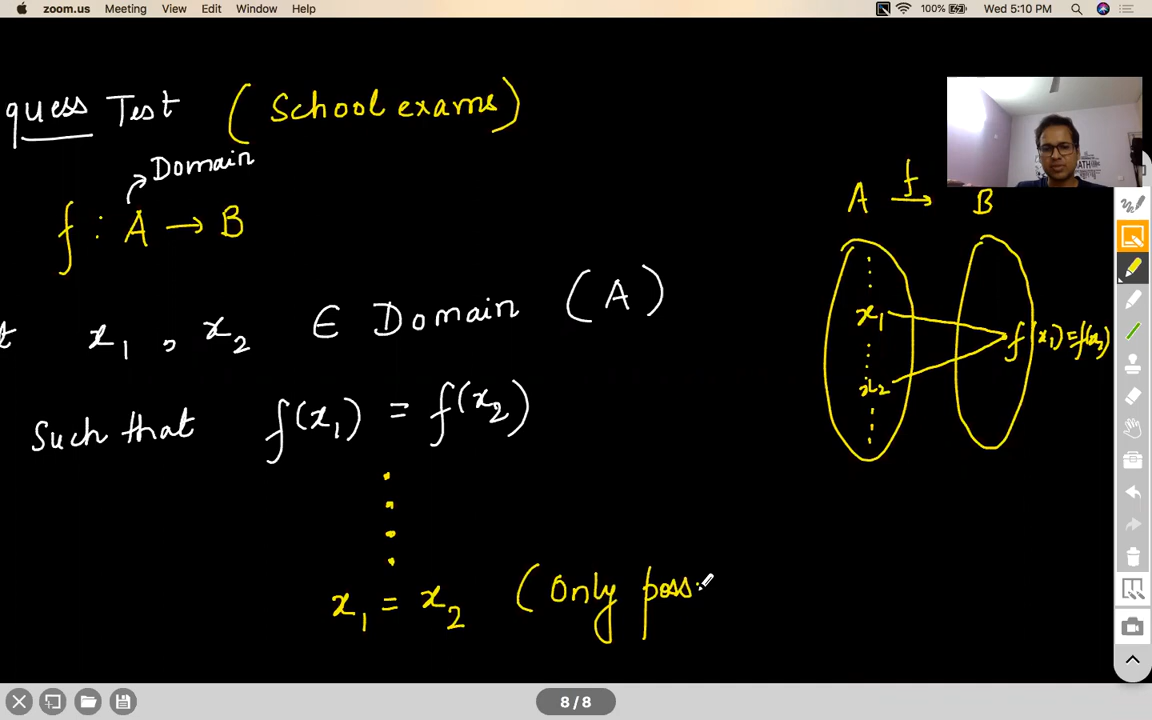 zoom.us Meeting View Edit Window Help 100% Wed 5:10 PM
quess Test (School exams)
Domain
f : A → B
A f→ B
x₁, x₂ ∈ Domain (A)
x₁
f(x₁) = f(x₂)
x₂
Such that f(x₁) = f(x₂)
x₁ = x₂ (Only poss
8/8